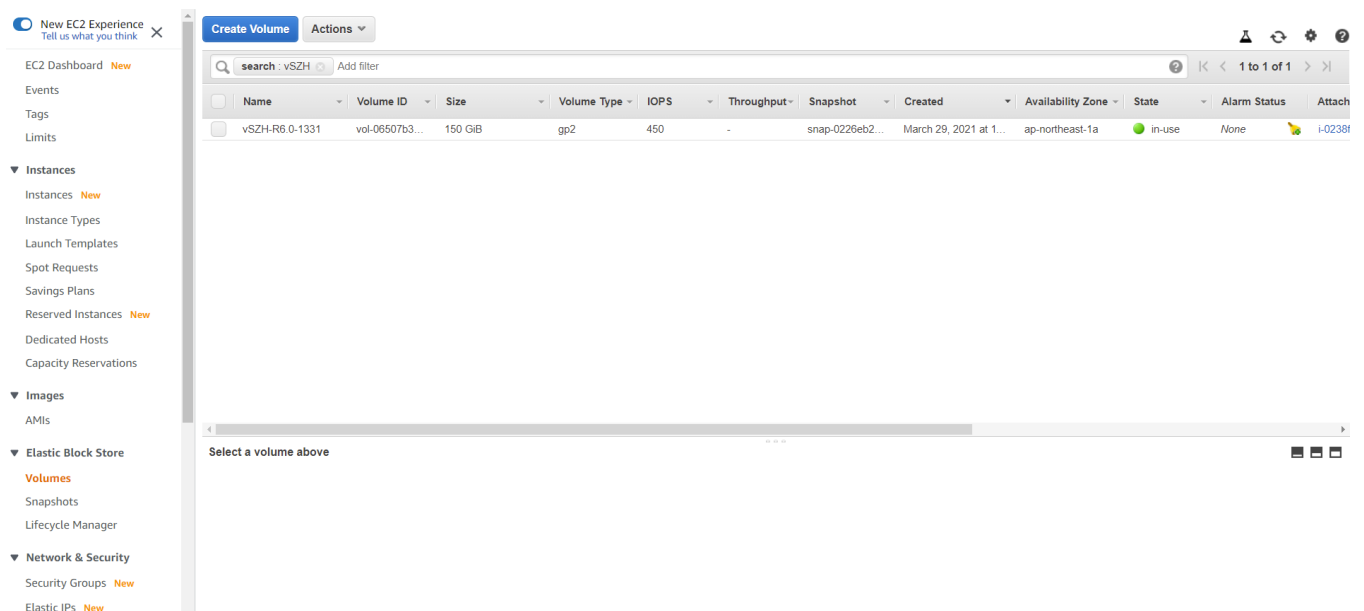 New EC2 Experience
Tell us what you think
EC2 Dashboard New
Events
Tags
Limits
Instances
Instances New
Instance Types
Launch Templates
Spot Requests
Savings Plans
Reserved Instances New
Dedicated Hosts
Capacity Reservations
Images
AMIs
Elastic Block Store
Volumes
Snapshots
Lifecycle Manager
Network & Security
Security Groups New
Elastic IPs New
Create Volume Actions
search : vSZH Add filter 1 to 1 of 1
Name Volume ID Size Volume Type IOPS Throughput Snapshot Created Availability Zone State Alarm Status Attach
vSZH-R6.0-1331 vol-06507b3... 150 GiB gp2 450 - snap-0226eb2... March 29, 2021 at 1... ap-northeast-1a in-use None i-0238f
Select a volume above